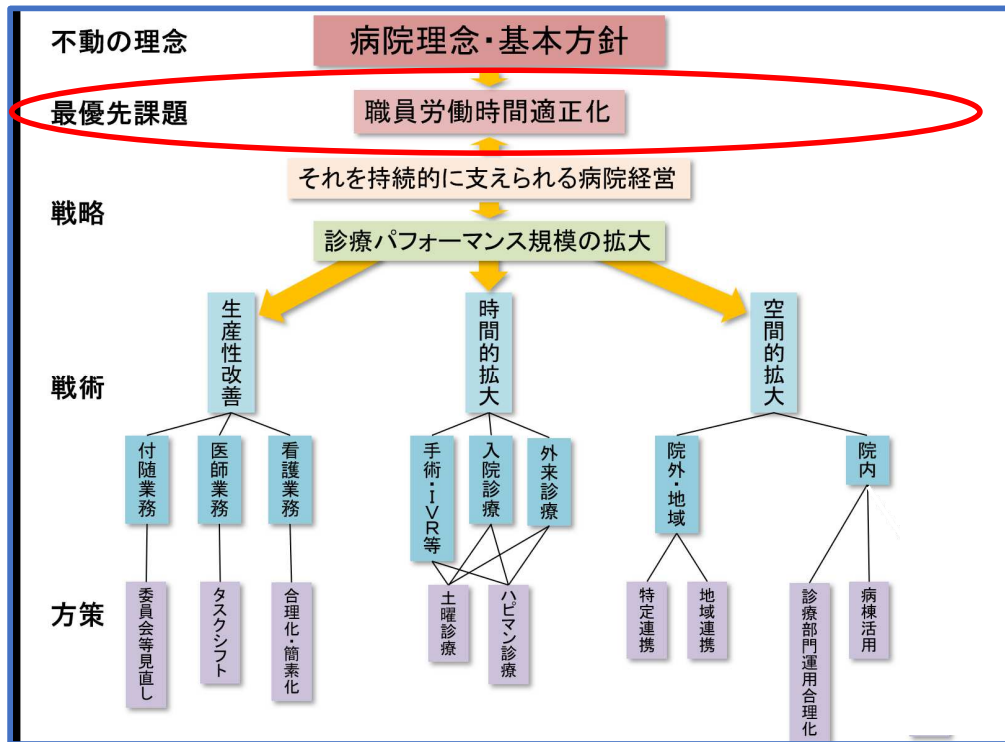 不動の理念
病院理念・基本方針
最優先課題
職員労働時間適正化
戦略
それを持続的に支えられる病院経営
診療パフォーマンス規模の拡大
戦術
生産性改善
時間的拡大
空間的拡大
付随業務
医師業務
看護業務
手術・IVR等
入院診療
外来診療
院外・地域
院内
方策
委員会等見直し
タスクシフト
合理化・簡素化
土曜診療
ハピマン診療
特定連携
地域連携
診療部門運用合理化
病棟活用